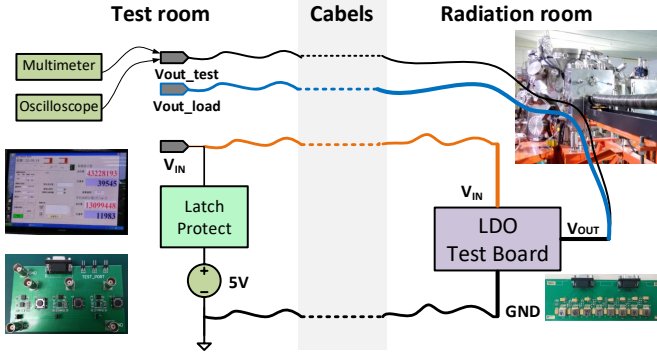 Test room
Cabels
Radiation room
Multimeter
Oscilloscope
Vout_test
Vout_load
VIN
Latch
Protect
5V
VIN
LDO
Test Board
VOUT
GND
43228193
39545
13099448
11983
TEST_PORT